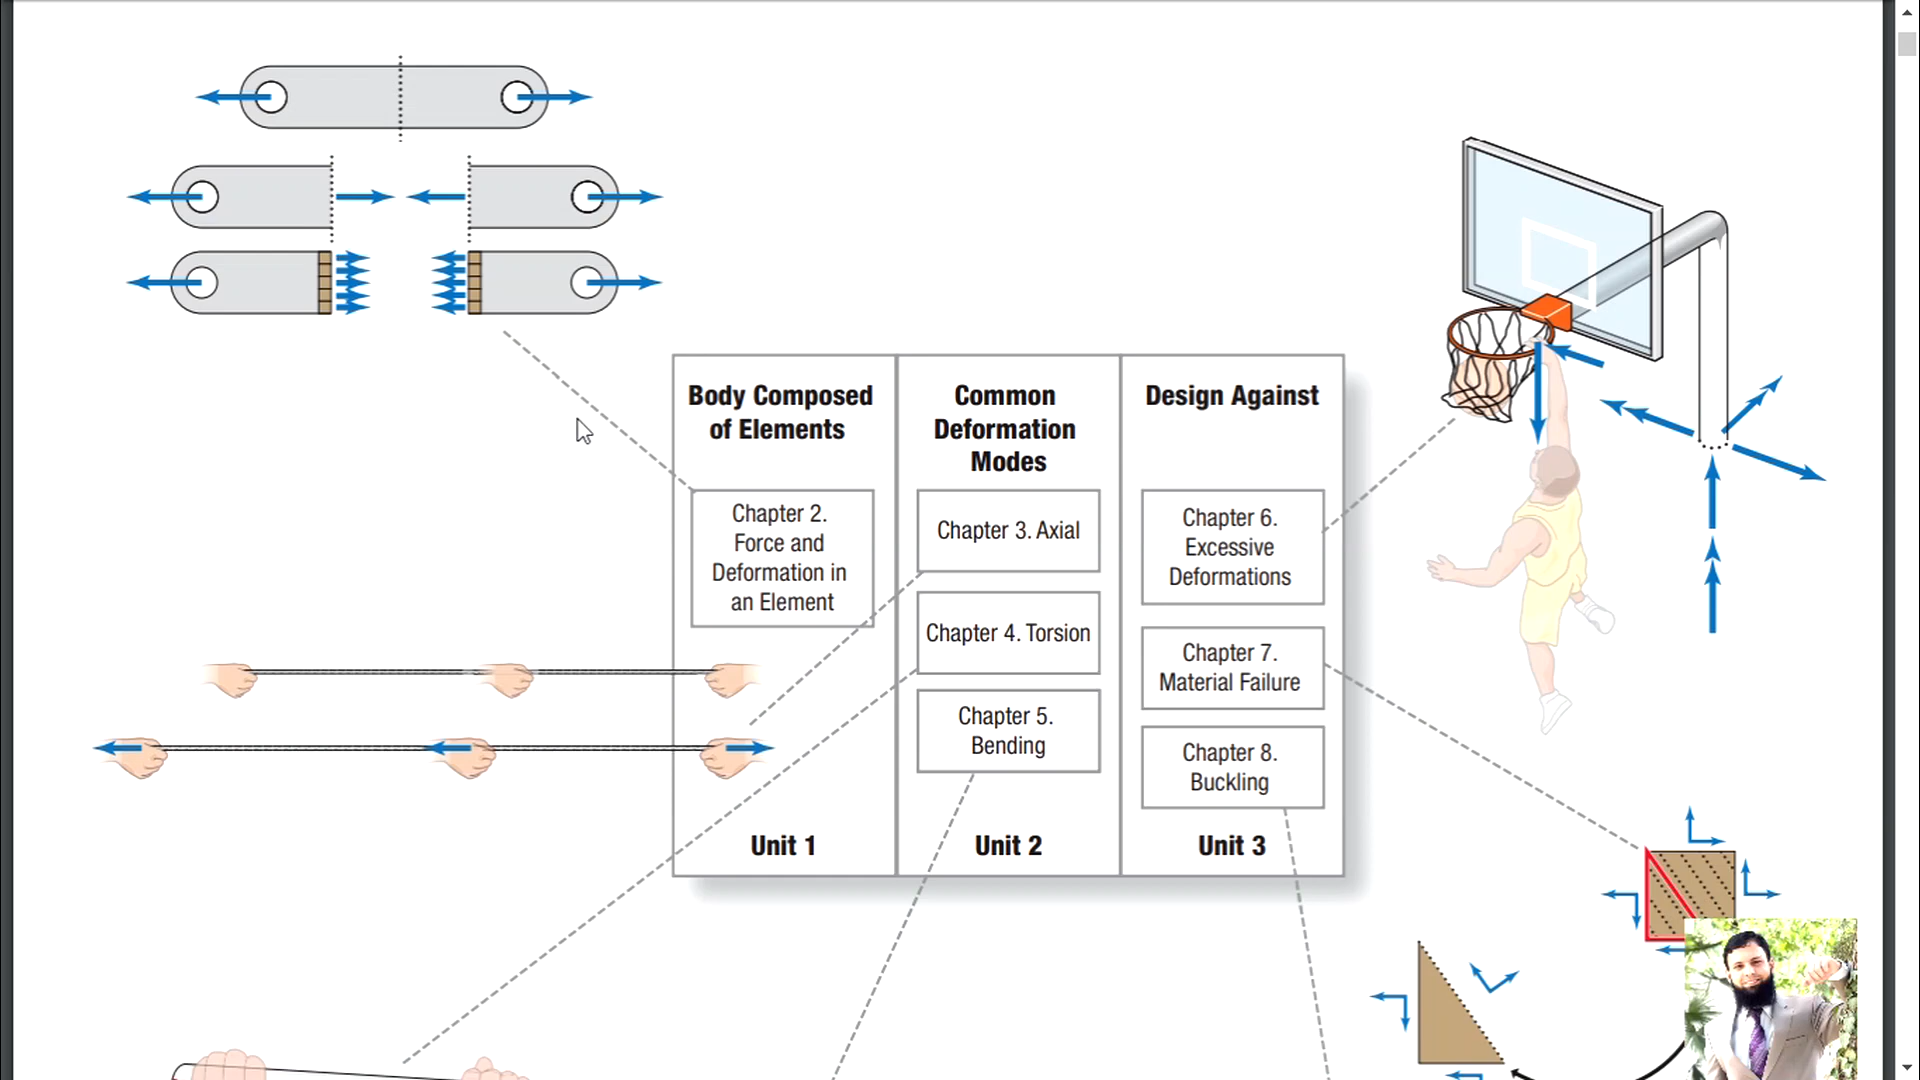 Body Composed
of Elements
Chapter 2.
Force and
Deformation in
an Element
Unit 1
Common
Deformation
Modes
Chapter 3. Axial
Chapter 4. Torsion
Chapter 5.
Bending
Unit 2
Design Against
Chapter 6.
Excessive
Deformations
Chapter 7.
Material Failure
Chapter 8.
Buckling
Unit 3